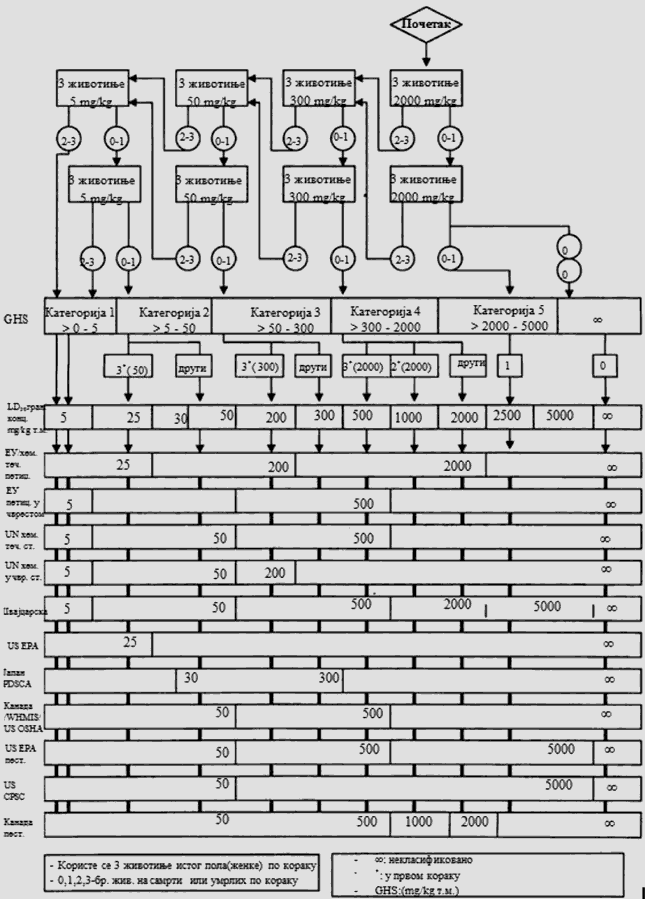 Почетак
3 животиње 3 животиње 3 животиње 3 животиње
5 mg/kg 50 mg/kg 300 mg/kg 2000 mg/kg
2-3 0-1 2-3 0-1 2-3 0-1 2-3 0-1
3 животиње 3 животиње 3 животиње 3 животиње
5 mg/kg 50 mg/kg 300 mg/kg 2000 mg/kg
0
2-3 0-1 2-3 0-1 2-3 0-1 2-3 0-1
0
GHS
Категорија 1 Категорија 2 Категорија 3 Категорија 4 Категорија 5 ∞
> 0 - 5 > 5 - 50 > 50 - 300 > 300 - 2000 > 2000 - 5000
3*(50) други 3*(300) други 3*(2000) 2*(2000) други 1 0
конц. 5 25 30 50 200 300 500 1000 2000 2500 5000 ∞
mg/kg т.м.
ЕУ хем.
теч. 25 200 2000 ∞
пестиц.
ЕУ
пестиц. у 5 500 ∞
чврстом
UN хем. 5 50 500 ∞
теч. ст.
UN хем. 5 50 200 ∞
у чвр. ст.
Швајцарска 5 50 500 2000 5000 ∞
US EPA 25 ∞
Јапан 30 300 ∞
PDSCA
Канада
/WHMIS/ 50 500 ∞
US OSHA
US EPA 50 500 5000 ∞
пест.
US 50 5000 ∞
CPSC
Канада 50 500 1000 2000 ∞
пест.
- Користе се 3 животиње истог пола(женке) по кораку
- 0,1,2,3-бр. жив. на самрти или умрлих по кораку
- ∞: некласификовано
- *: у првом кораку
- GHS:(mg/kg т.м.)